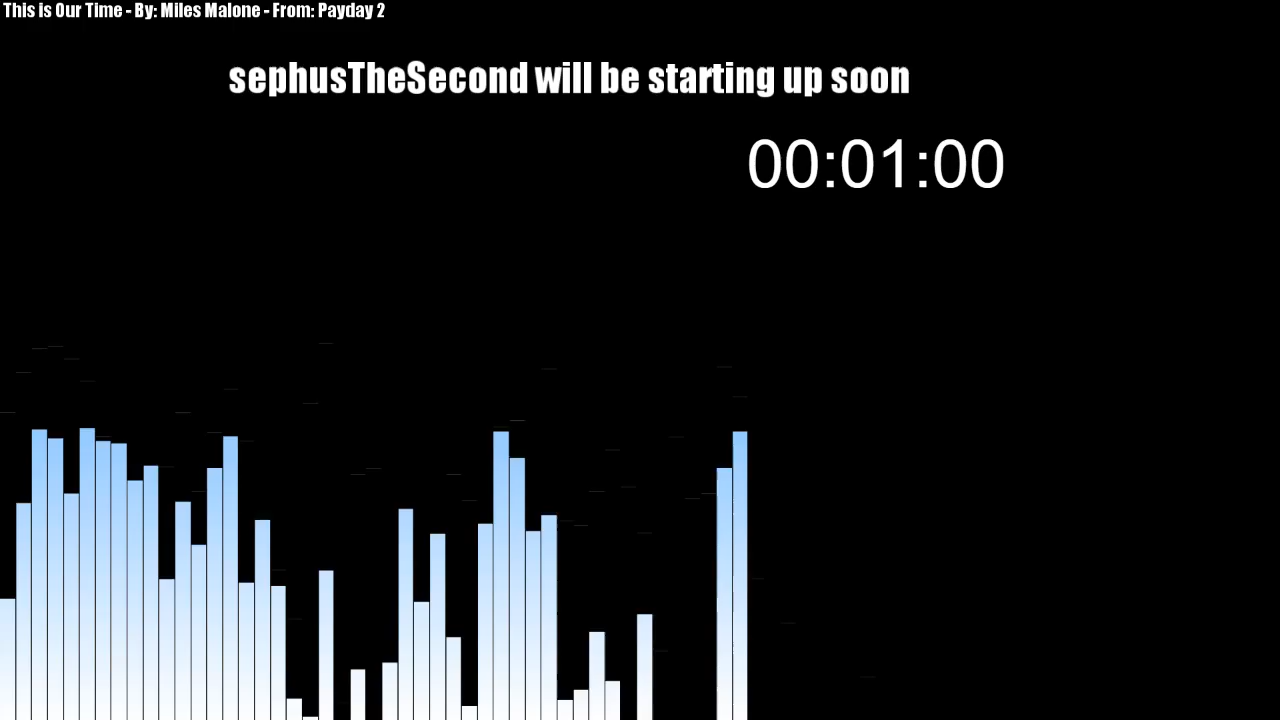 This is Our Time - By: Miles Malone - From: Payday 2
sephusTheSecond will be starting up soon
00:01:00